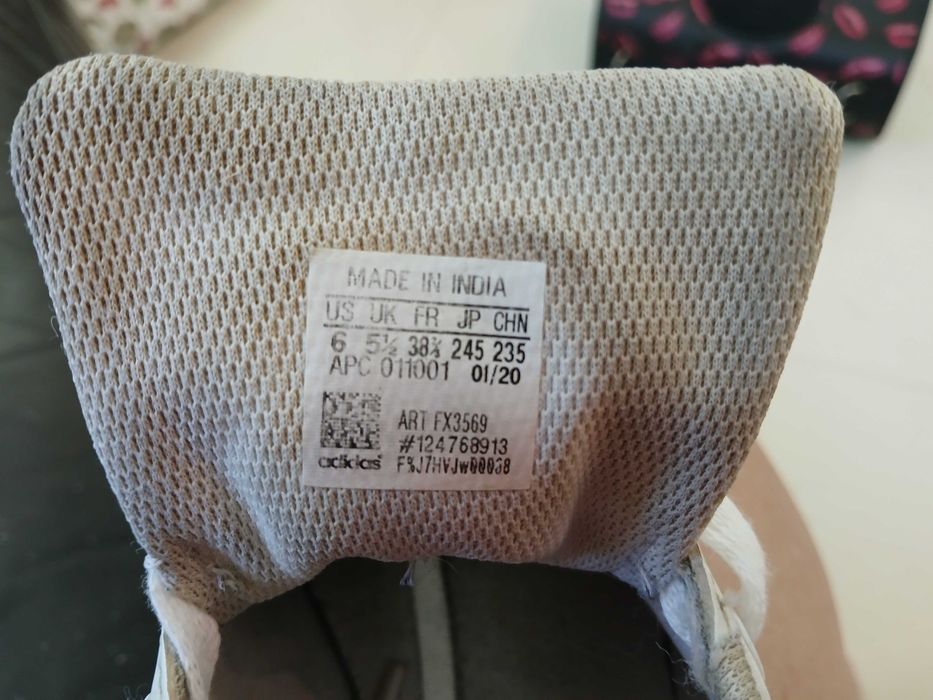 MADE IN INDIA
US UK FR JP CHN
6 5½ 38⅔ 245 235
APC 011001 01/20
ART FX3569
#124768913
adidas